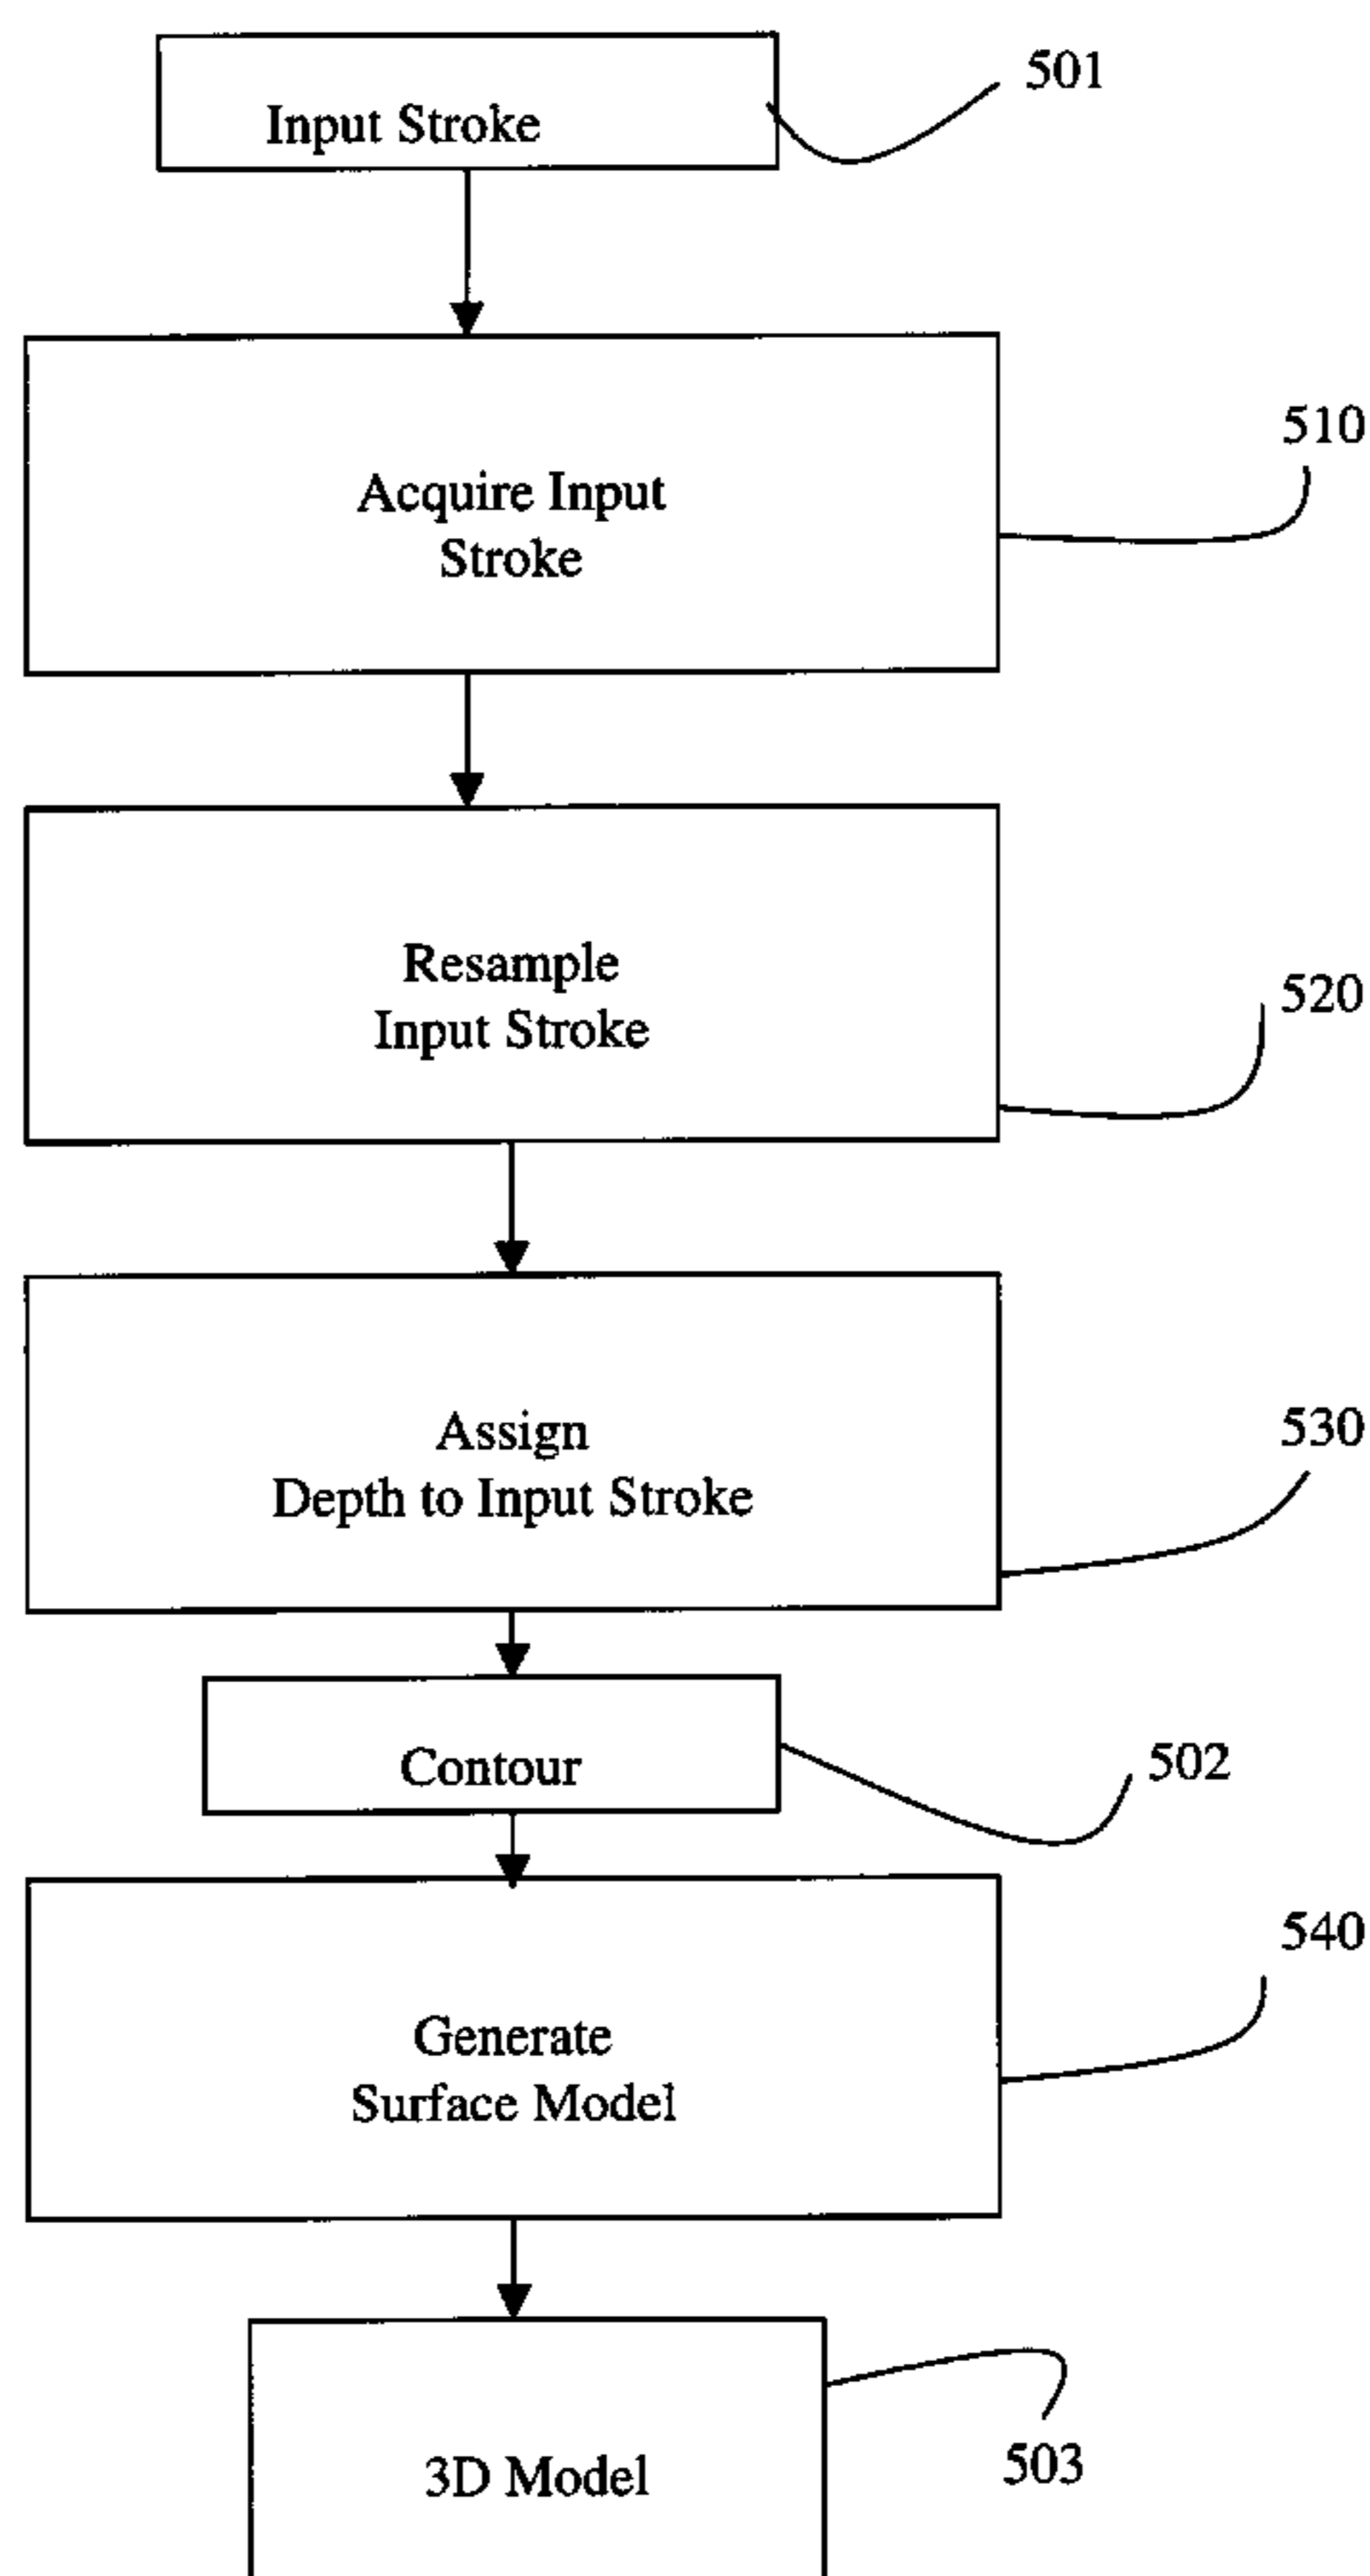 501
Input Stroke
510
Acquire Input
Stroke
520
Resample
Input Stroke
530
Assign
Depth to Input Stroke
502
Contour
540
Generate
Surface Model
503
3D Model